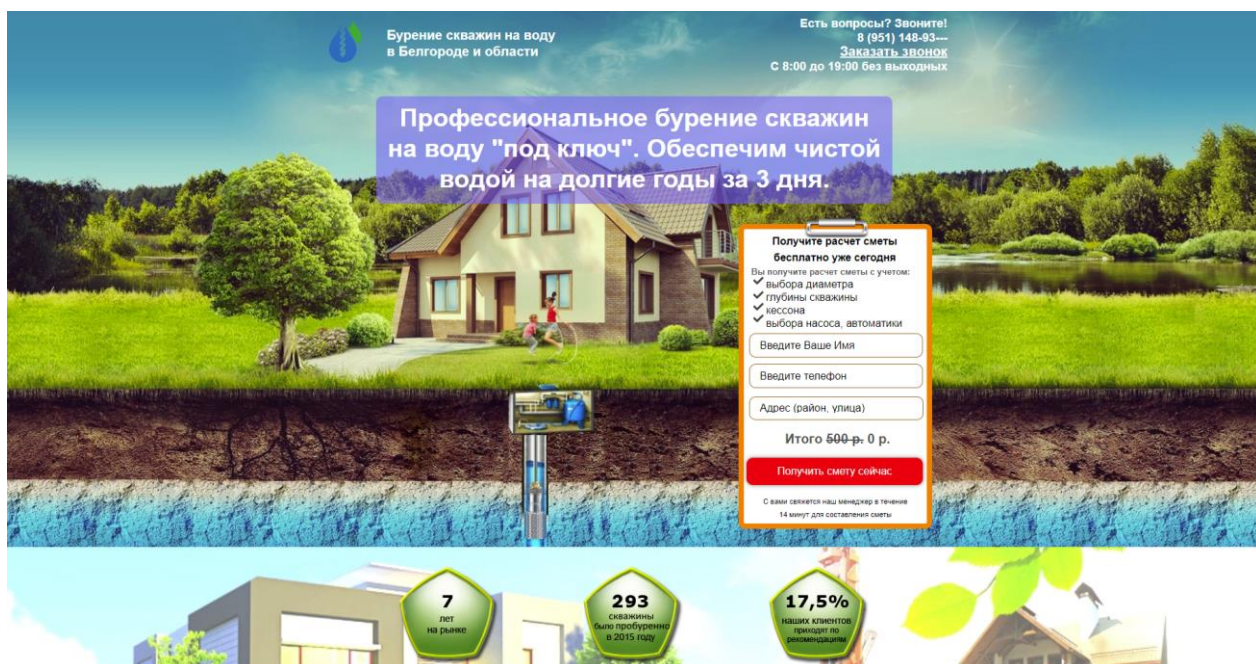 Бурение скважин на воду
в Белгороде и области
Есть вопросы? Звоните!
8 (951) 148-93---
Заказать звонок
С 8:00 до 19:00 без выходных
Профессиональное бурение скважин
на воду "под ключ". Обеспечим чистой
водой на долгие годы за 3 дня.
Получите расчет сметы
бесплатно уже сегодня
Вы получите расчет сметы с учетом:
выбора диаметра
глубины скважины
кессона
выбора насоса, автоматики
Введите Ваше Имя
Введите телефон
Адрес (район, улица)
Итого 500 р. 0 р.
Получить смету сейчас
С вами свяжется наш менеджер в течение
14 минут для составления сметы
7
лет
на рынке
293
скважины
было пробуренно
в 2015 году
17,5%
наших клиентов
приходят по
рекомендациям